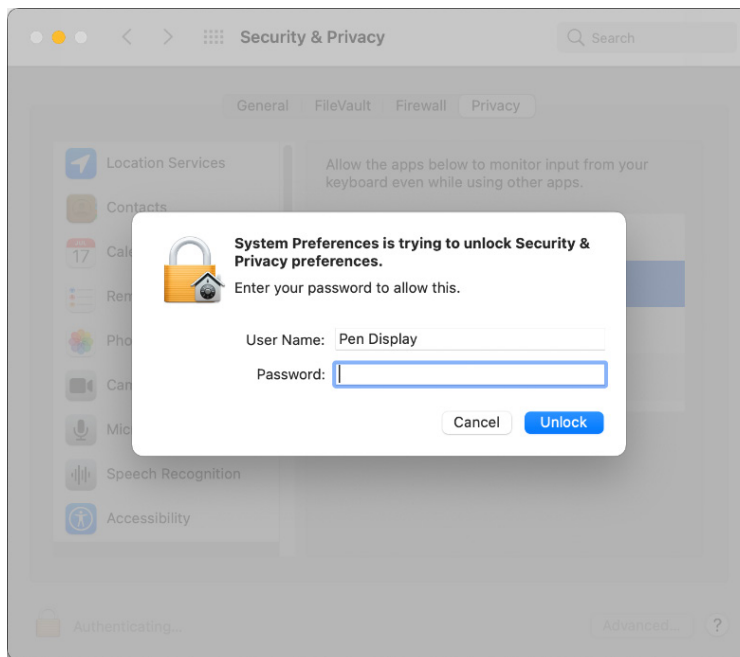 Security & Privacy
Search
General
FileVault
Firewall
Privacy
Location Services
Allow the apps below to monitor input from your
keyboard even while using other apps.
Contacts
JUL
17
System Preferences is trying to unlock Security &
Privacy preferences.
Enter your password to allow this.
User Name: Pen Display
Password:
Cancel
Unlock
Speech Recognition
Accessibility
Authenticating...
Advanced...
?